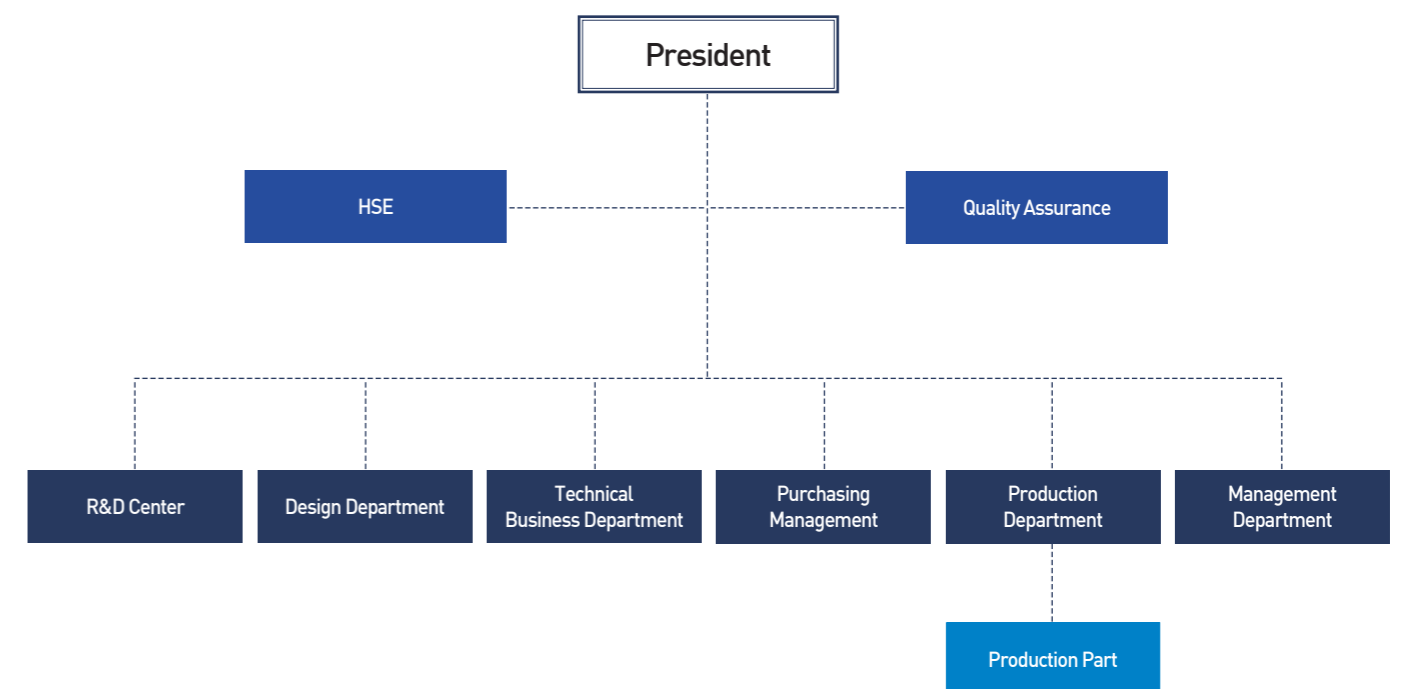 President
HSE
Quality Assurance
R&D Center
Design Department
Technical
Business Department
Purchasing
Management
Production
Department
Management
Department
Production Part